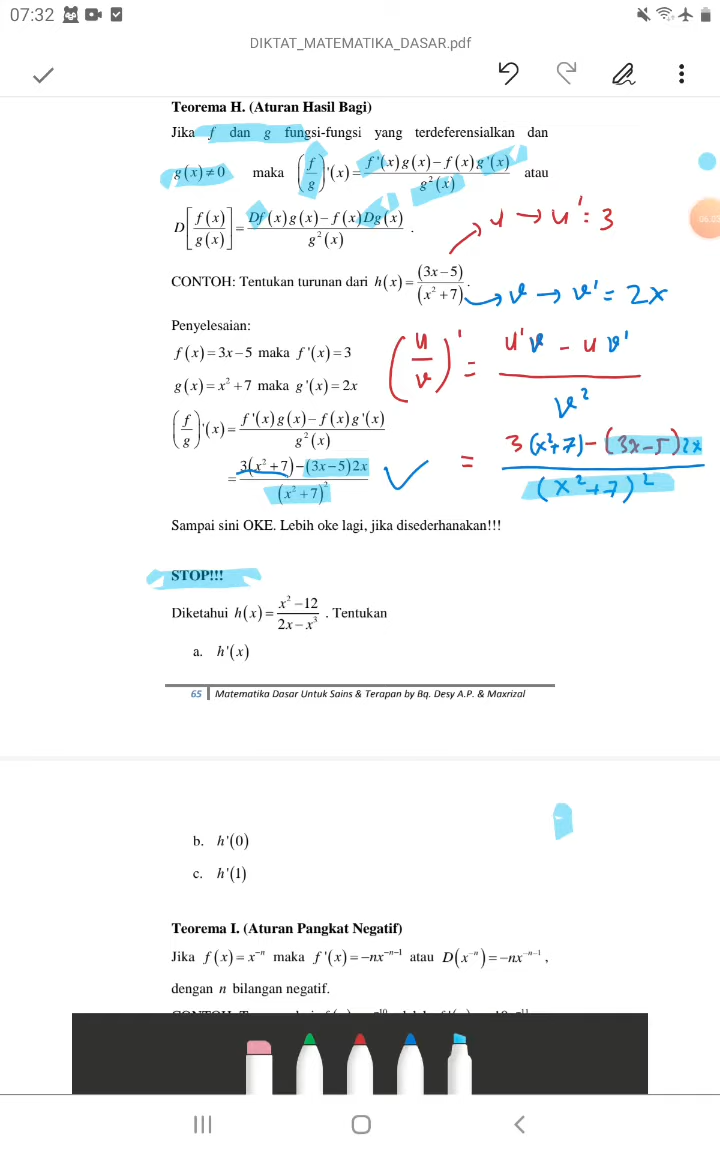 07:32
DIKTAT_MATEMATIKA_DASAR.pdf
Teorema H. (Aturan Hasil Bagi)
Jika f dan g fungsi-fungsi yang terdeferensialkan dan
g(x)≠0 maka (f/g)'(x)=(f'(x)g(x)−f(x)g'(x))/g²(x) atau
D[f(x)/g(x)]=(Df(x)g(x)−f(x)Dg(x))/g²(x).
u → u' = 3
CONTOH: Tentukan turunan dari h(x)=(3x−5)/(x²+7).
v → v' = 2x
Penyelesaian:
f(x)=3x−5 maka f'(x)=3
g(x)=x²+7 maka g'(x)=2x
(f/g)'(x)=(f'(x)g(x)−f(x)g'(x))/g²(x)
=(3(x²+7)−(3x−5)2x)/(x²+7)²
(u/v)' = (u'v − uv')/v²
= (3(x²+7)−(3x−5)2x)/(x²+7)²
Sampai sini OKE. Lebih oke lagi, jika disederhanakan!!!
STOP!!!
Diketahui h(x)=(x²−12)/(2x−x³). Tentukan
a. h'(x)
65 | Matematika Dasar Untuk Sains & Terapan by Bq. Desy A.P. & Maxrizal
b. h'(0)
c. h'(1)
Teorema I. (Aturan Pangkat Negatif)
Jika f(x)=x⁻ⁿ maka f'(x)=−nx⁻ⁿ⁻¹ atau D(x⁻ⁿ)=−nx⁻ⁿ⁻¹,
dengan n bilangan negatif.